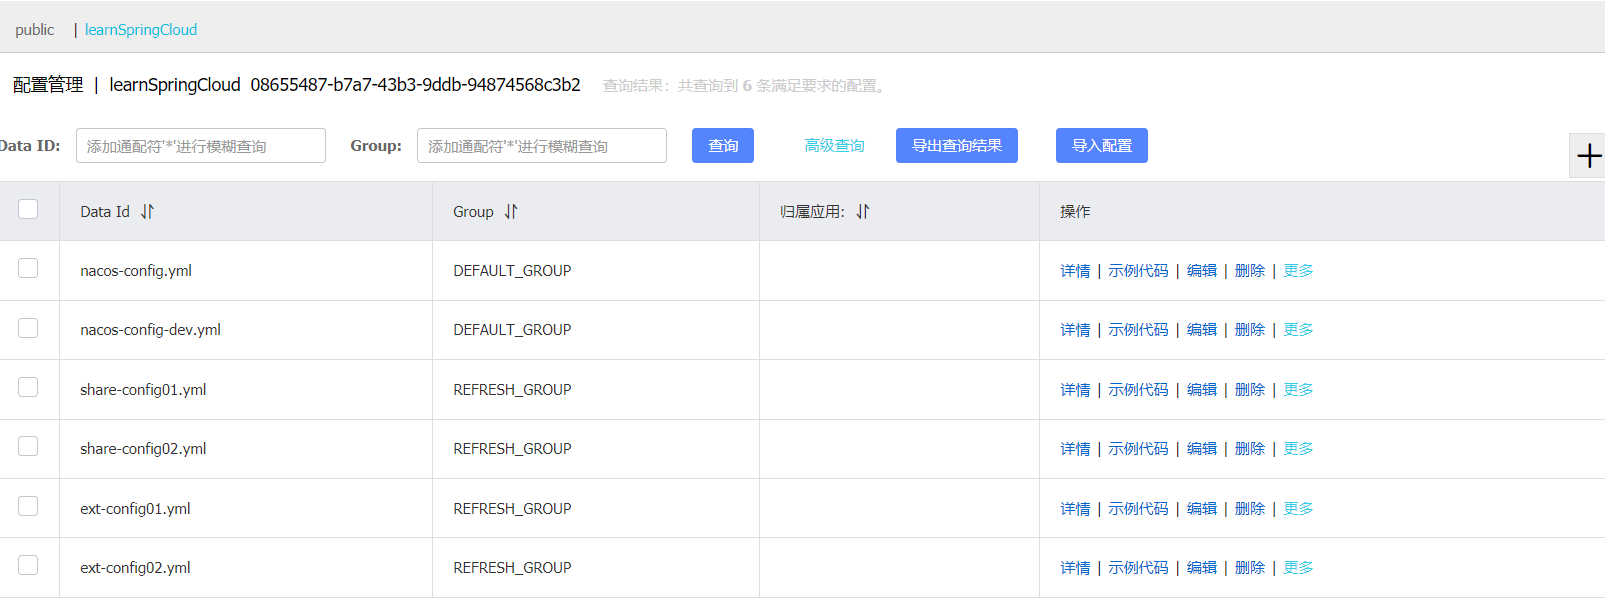 public | learnSpringCloud
配置管理 | learnSpringCloud 08655487-b7a7-43b3-9ddb-94874568c3b2 查询结果：共查询到 6 条满足要求的配置。
Data ID: 添加通配符'*'进行模糊查询 Group: 添加通配符'*'进行模糊查询 查询 高级查询 导出查询结果 导入配置
Data Id Group 归属应用: 操作
nacos-config.yml DEFAULT_GROUP 详情 | 示例代码 | 编辑 | 删除 | 更多
nacos-config-dev.yml DEFAULT_GROUP 详情 | 示例代码 | 编辑 | 删除 | 更多
share-config01.yml REFRESH_GROUP 详情 | 示例代码 | 编辑 | 删除 | 更多
share-config02.yml REFRESH_GROUP 详情 | 示例代码 | 编辑 | 删除 | 更多
ext-config01.yml REFRESH_GROUP 详情 | 示例代码 | 编辑 | 删除 | 更多
ext-config02.yml REFRESH_GROUP 详情 | 示例代码 | 编辑 | 删除 | 更多